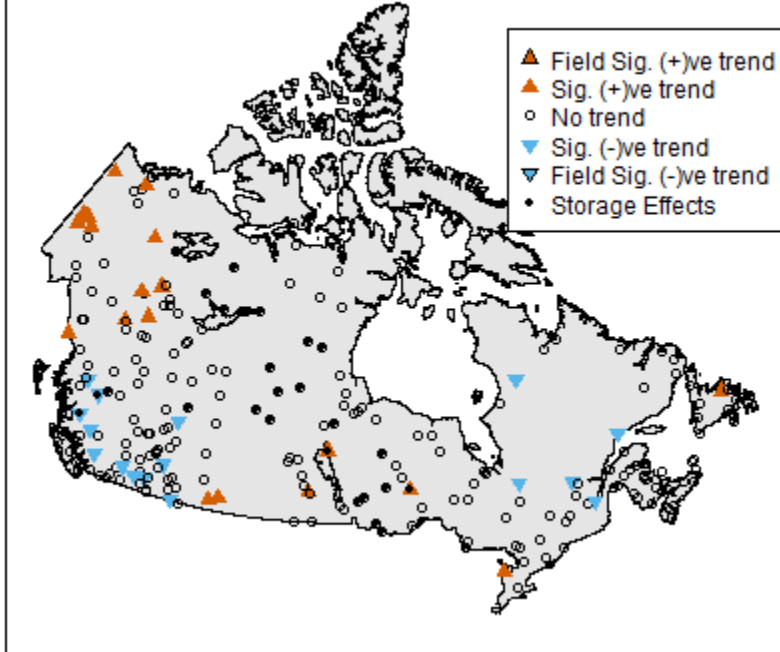 Field Sig. (+)ve trend
Sig. (+)ve trend
No trend
Sig. (-)ve trend
Field Sig. (-)ve trend
Storage Effects